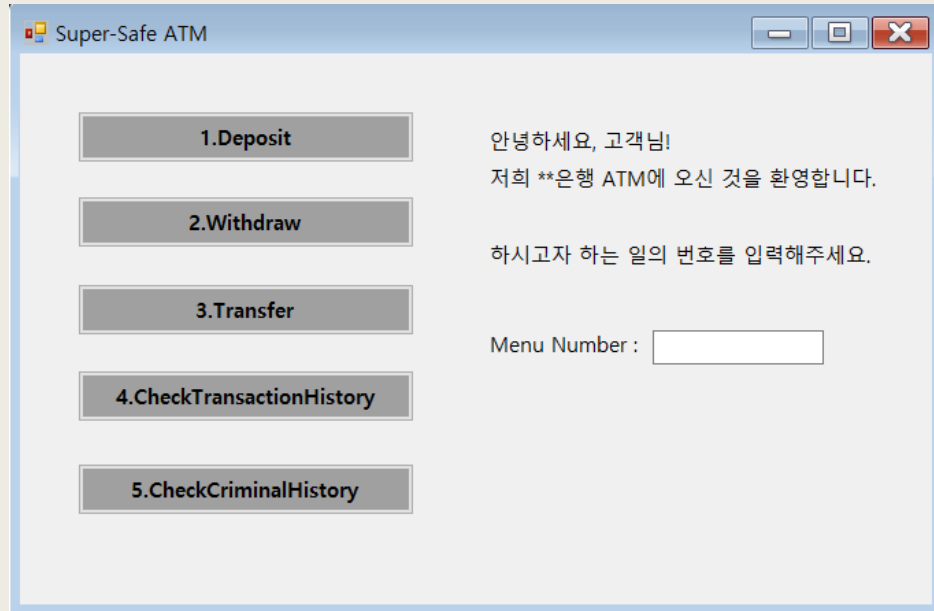 Super-Safe ATM
1.Deposit
2.Withdraw
3.Transfer
4.CheckTransactionHistory
5.CheckCriminalHistory
안녕하세요, 고객님!
저희 **은행 ATM에 오신 것을 환영합니다.
하시고자 하는 일의 번호를 입력해주세요.
Menu Number :